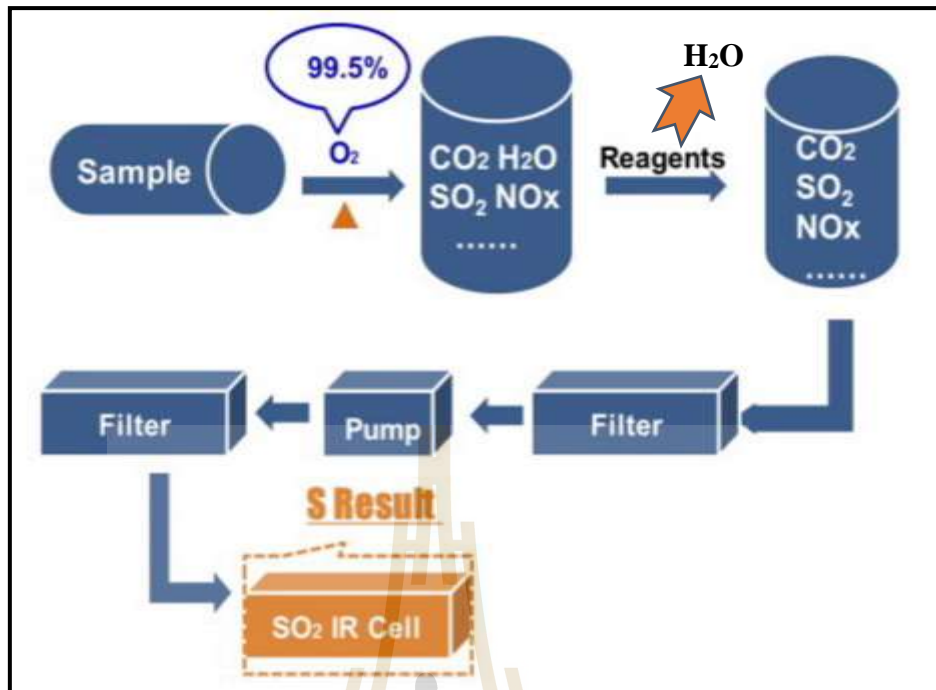 99.5%
O₂
Sample
CO₂ H₂O
SO₂ NOx
......
Reagents
H₂O
CO₂
SO₂
NOx
......
Filter
Pump
Filter
S Result
SO₂ IR Cell